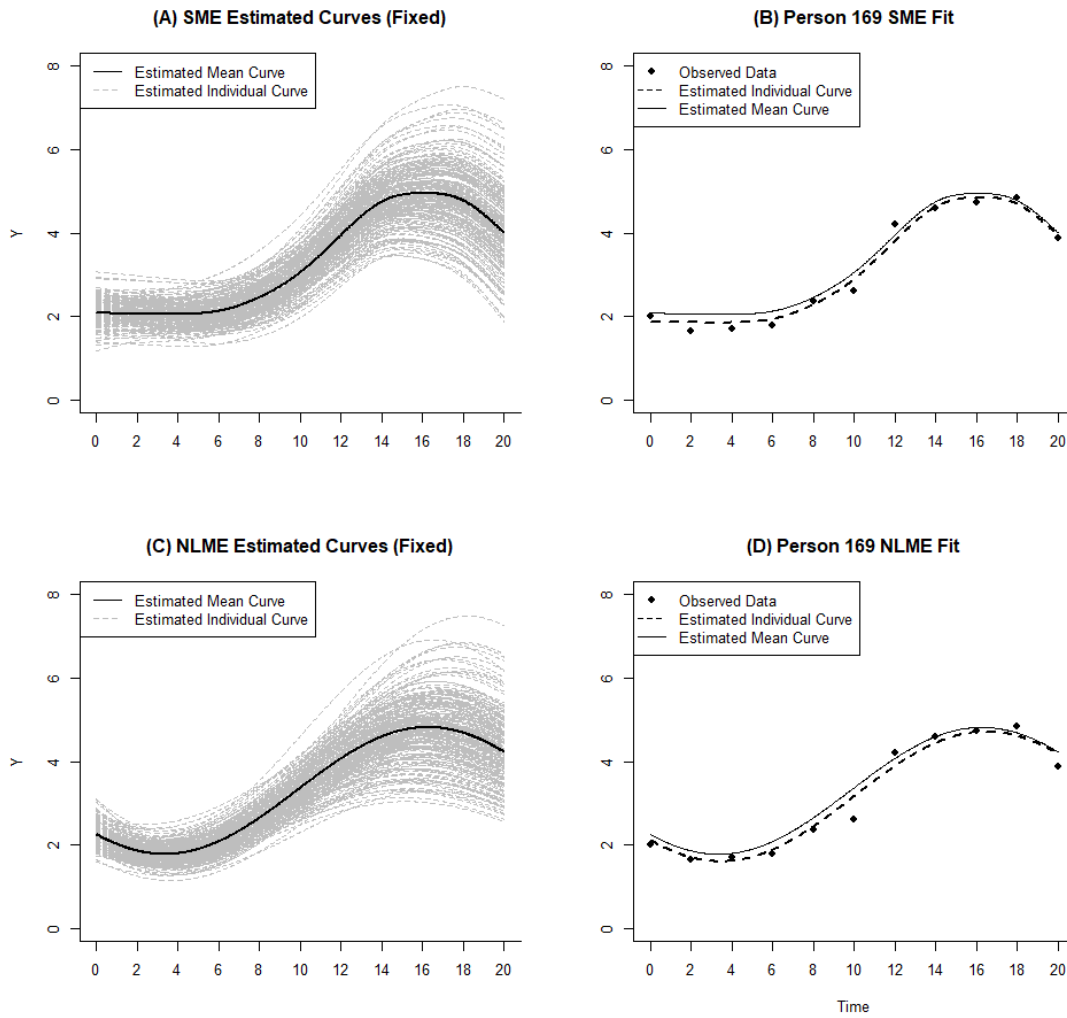 (A) SME Estimated Curves (Fixed)
Estimated Mean Curve
Estimated Individual Curve
Y
8
6
4
2
0
0 2 4 6 8 10 12 14 16 18 20
(B) Person 169 SME Fit
Observed Data
Estimated Individual Curve
Estimated Mean Curve
8
6
4
2
0
0 2 4 6 8 10 12 14 16 18 20
(C) NLME Estimated Curves (Fixed)
Estimated Mean Curve
Estimated Individual Curve
Y
8
6
4
2
0
0 2 4 6 8 10 12 14 16 18 20
(D) Person 169 NLME Fit
Observed Data
Estimated Individual Curve
Estimated Mean Curve
8
6
4
2
0
0 2 4 6 8 10 12 14 16 18 20
Time